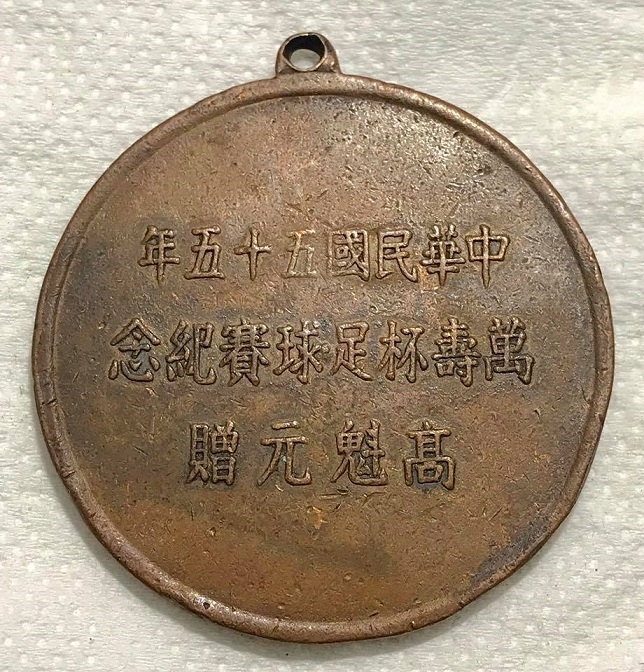 中華民國五十五年
萬壽杯足球賽紀念
高魁元贈